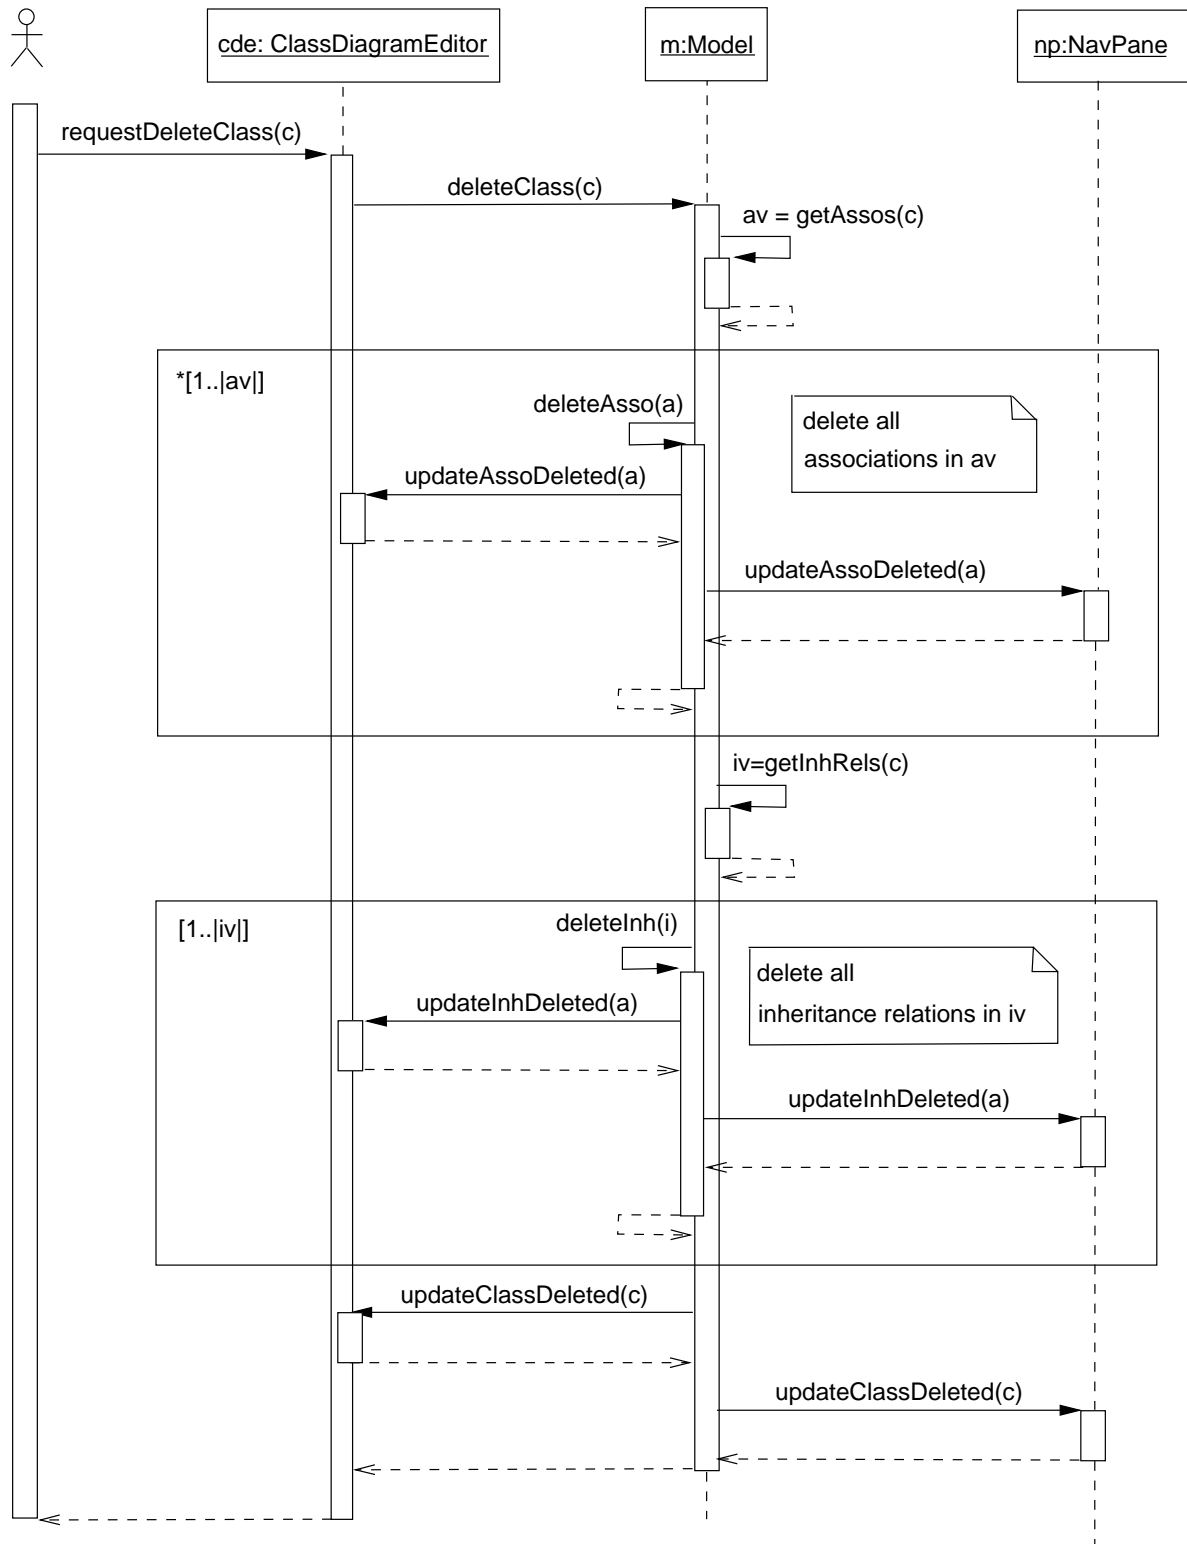 cde: ClassDiagramEditor
m:Model
np:NavPane
requestDeleteClass(c)
deleteClass(c)
av = getAssos(c)
*[1..|av|]
deleteAsso(a)
delete all
associations in av
updateAssoDeleted(a)
updateAssoDeleted(a)
iv=getInhRels(c)
[1..|iv|]
deleteInh(i)
delete all
inheritance relations in iv
updateInhDeleted(a)
updateInhDeleted(a)
updateClassDeleted(c)
updateClassDeleted(c)